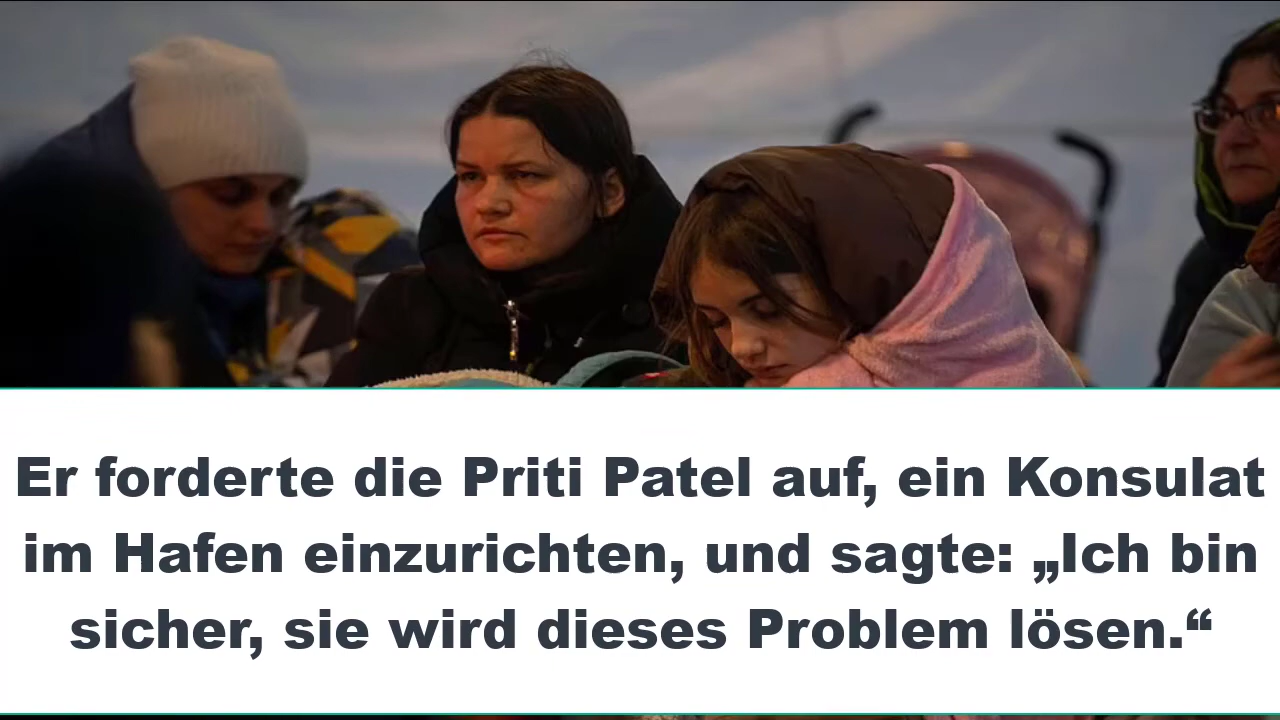 Er forderte die Priti Patel auf, ein Konsulat
im Hafen einzurichten, und sagte: „Ich bin
sicher, sie wird dieses Problem lösen.“